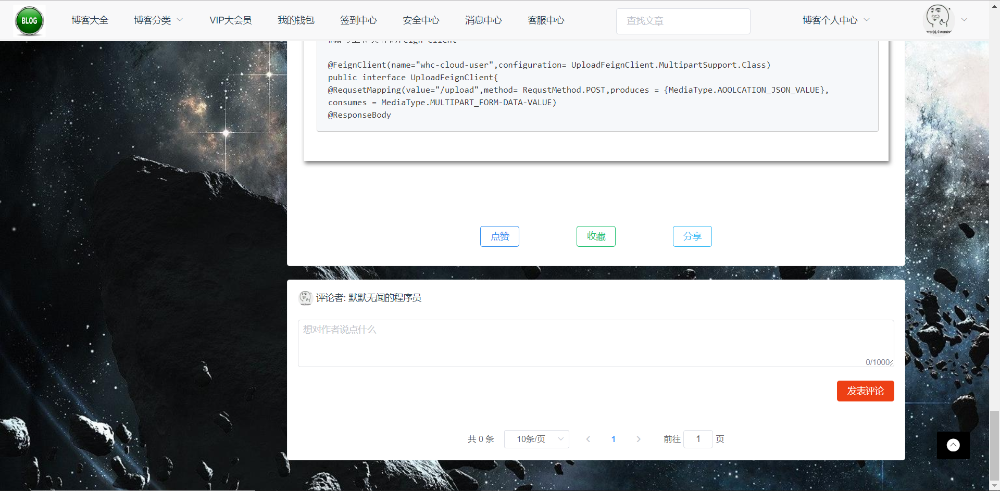 BLOG
博客大全 博客分类 VIP大会员 我的钱包 签到中心 安全中心 消息中心 客服中心 查找文章 博客个人中心
@FeignClient(name="whc-cloud-user",configuration= UploadFeignClient.MultipartSupport.Class)
public interface UploadFeignClient{
@RequsetMapping(value="/upload",method= RequstMethod.POST,produces = {MediaType.AOOLCATION_JSON_VALUE},
consumes = MediaType.MULTIPART_FORM-DATA-VALUE)
@ResponseBody
点赞 收藏 分享
评论者: 默默无闻的程序员
想对作者说点什么
0/1000
发表评论
共 0 条 10条/页 1 前往 1 页